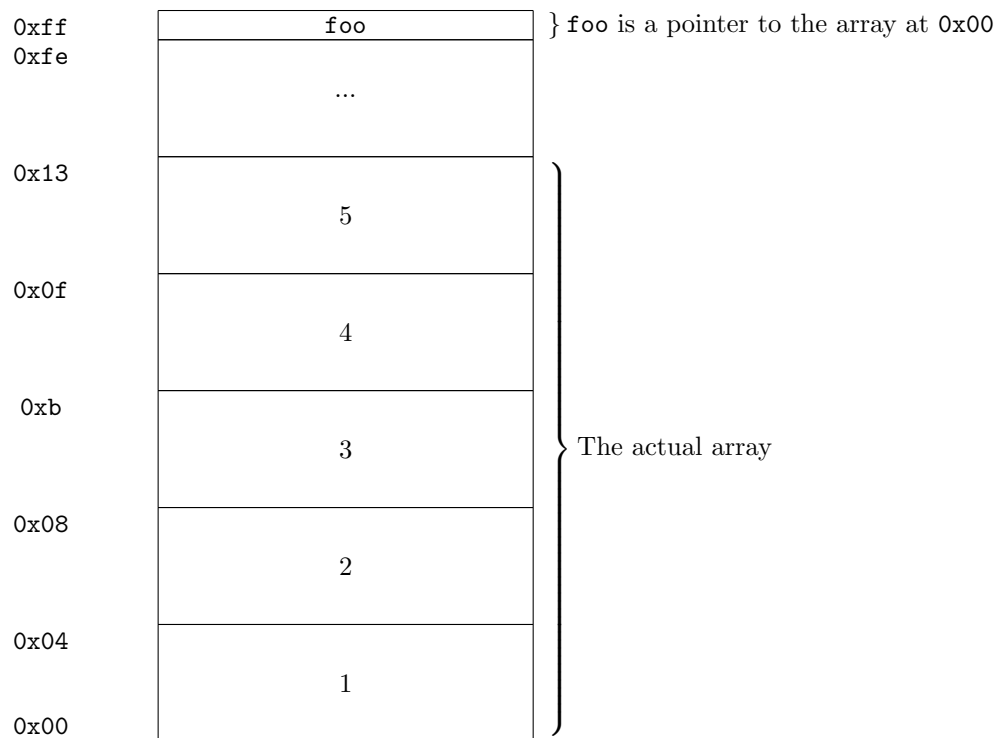 0xff foo } foo is a pointer to the array at 0x00
0xfe
...
0x13
5
0x0f
4
0xb
3 The actual array
0x08
2
0x04
1
0x00